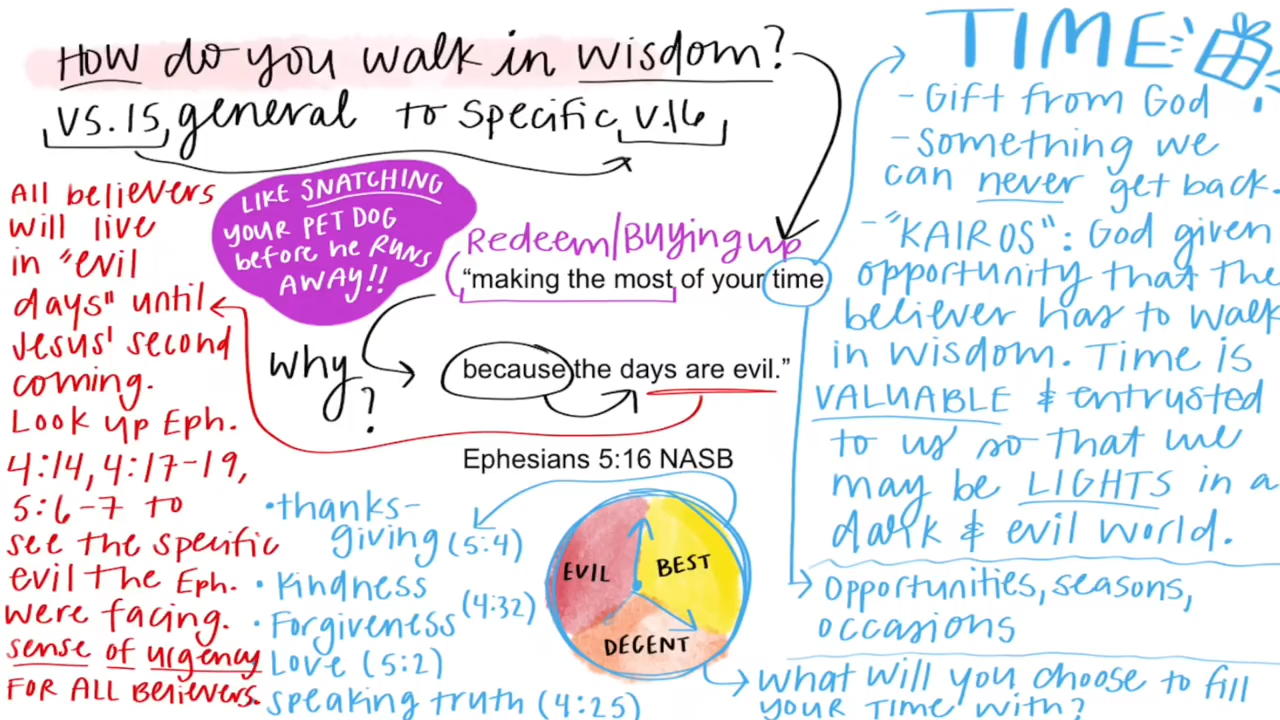 HOW do you walk in wisdom?
vs.15, general to specific v.16
All believers
will live
in "evil
days" until
Jesus' second
coming.
Look up Eph.
4:14, 4:17-19,
5:6-7 to
see the specific
evil the Eph.
were facing.
sense of urgency
FOR ALL Believers.
LIKE SNATCHING
YOUR PET DOG
before he RUNS
AWAY!!
Redeem/Buying up
"making the most of your time
why?
because the days are evil."
Ephesians 5:16 NASB
•thanks-
giving (5:4)
• Kindness
• Forgiveness (4:32)
Love (5:2)
•speaking truth (4:25)
EVIL
BEST
DECENT
TIME
- Gift from God
- Something we
can never get back.
- "KAIROS": God given
opportunity that the
believer has to walk
in wisdom. Time is
VALUABLE & entrusted
to us so that we
may be LIGHTS in a
dark & evil world.
Opportunities, seasons,
occasions
what will you choose to fill
your time with?